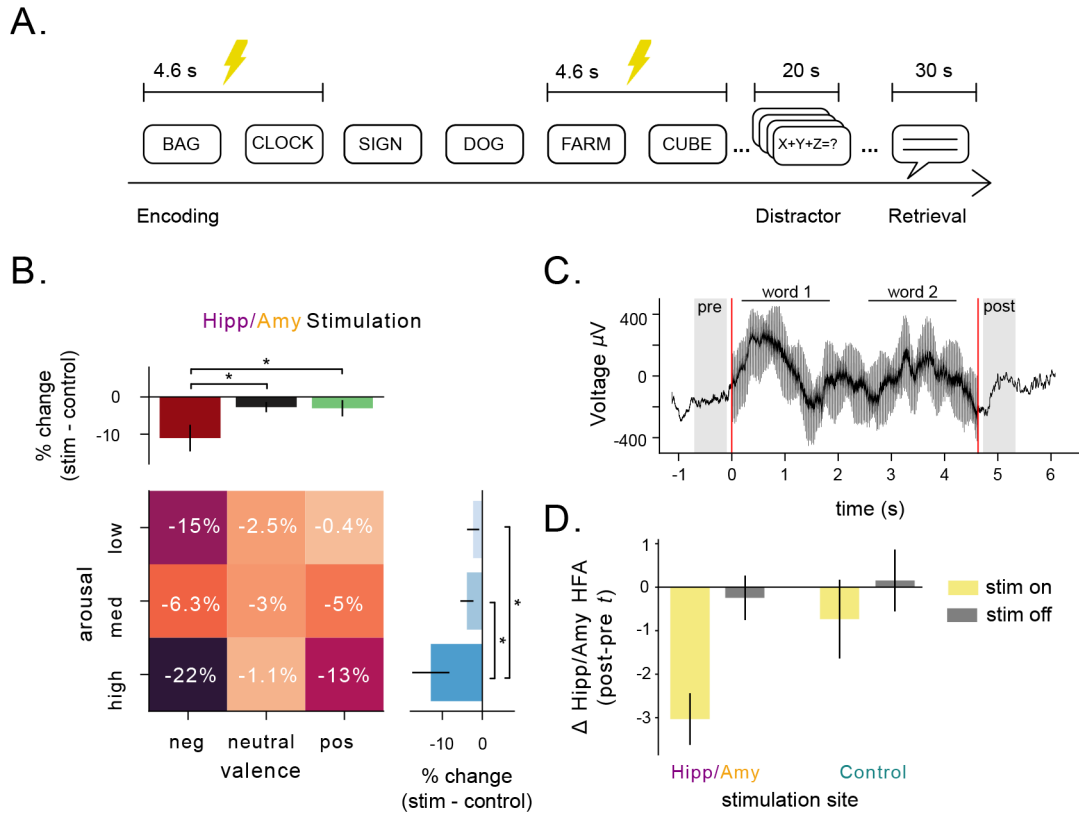 A.
4.6 s
4.6 s
20 s
30 s
BAG
CLOCK
SIGN
DOG
FARM
CUBE
...
X+Y+Z=?
...
Encoding
Distractor
Retrieval
B.
Hipp/Amy Stimulation
*
*
% change
(stim - control)
0
-10
arousal
low
med
high
-15%
-2.5%
-0.4%
-6.3%
-3%
-5%
-22%
-1.1%
-13%
neg
neutral
pos
valence
*
*
-10
0
% change
(stim - control)
C.
word 1
word 2
pre
post
Voltage µV
400
0
-400
-1
0
1
2
3
4
5
6
time (s)
D.
Δ Hipp/Amy HFA
(post-pre t)
1
0
-1
-2
-3
stim on
stim off
Hipp/Amy
Control
stimulation site